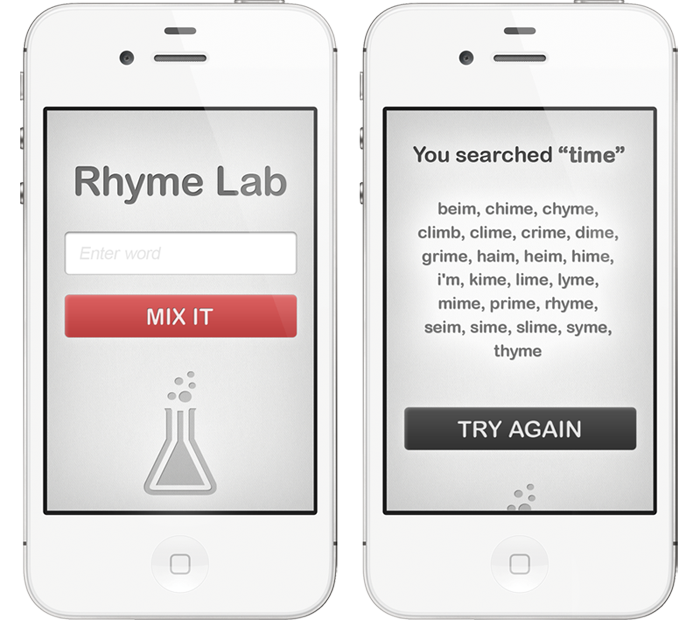 Rhyme Lab
Enter word
MIX IT
You searched “time”
beim, chime, chyme,
climb, clime, crime, dime,
grime, haim, heim, hime,
i'm, kime, lime, lyme,
mime, prime, rhyme,
seim, sime, slime, syme,
thyme
TRY AGAIN